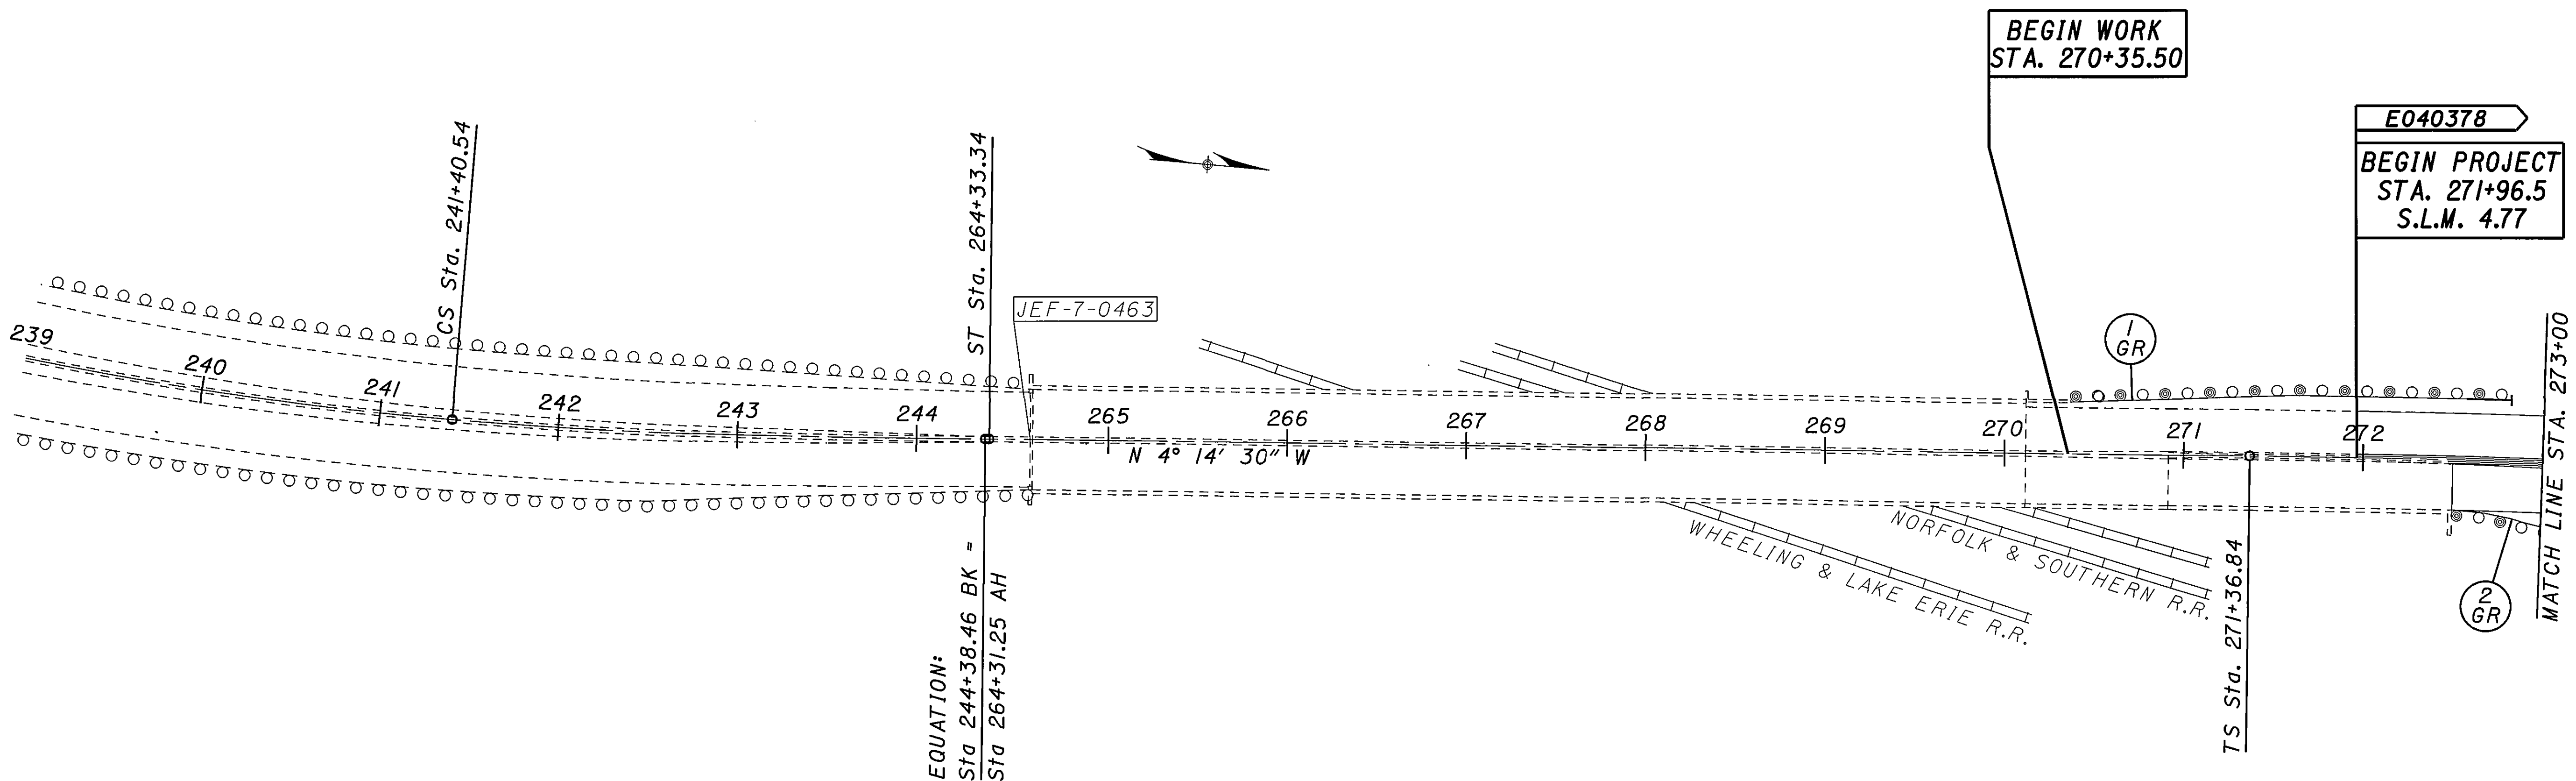 BEGIN WORK
STA. 270+35.50
E040378
BEGIN PROJECT
STA. 271+96.5
S.L.M. 4.77
CS Sta. 241+40.54
ST Sta. 264+33.34
JEF-7-0463
1
GR
239
240
241
242
243
244
265
266
267
268
269
270
271
272
N 4° 14' 30" W
WHEELING & LAKE ERIE R.R.
NORFOLK & SOUTHERN R.R.
TS Sta. 271+36.84
2
GR
MATCH LINE STA. 273+00
EQUATION:
Sta 244+38.46 BK =
Sta 264+31.25 AH